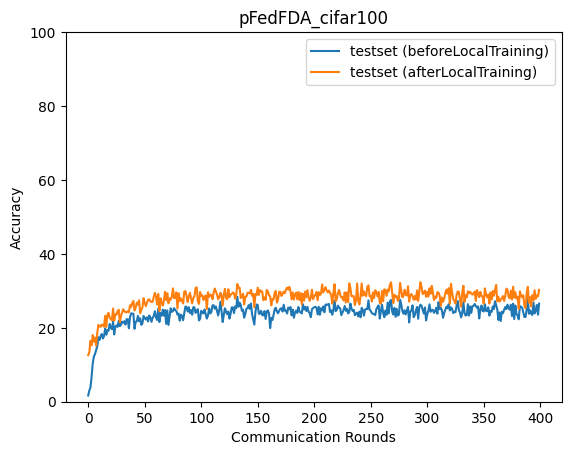 pFedFDA_cifar100
testset (beforeLocalTraining)
testset (afterLocalTraining)
100
80
60
40
20
0
Accuracy
0 50 100 150 200 250 300 350 400
Communication Rounds